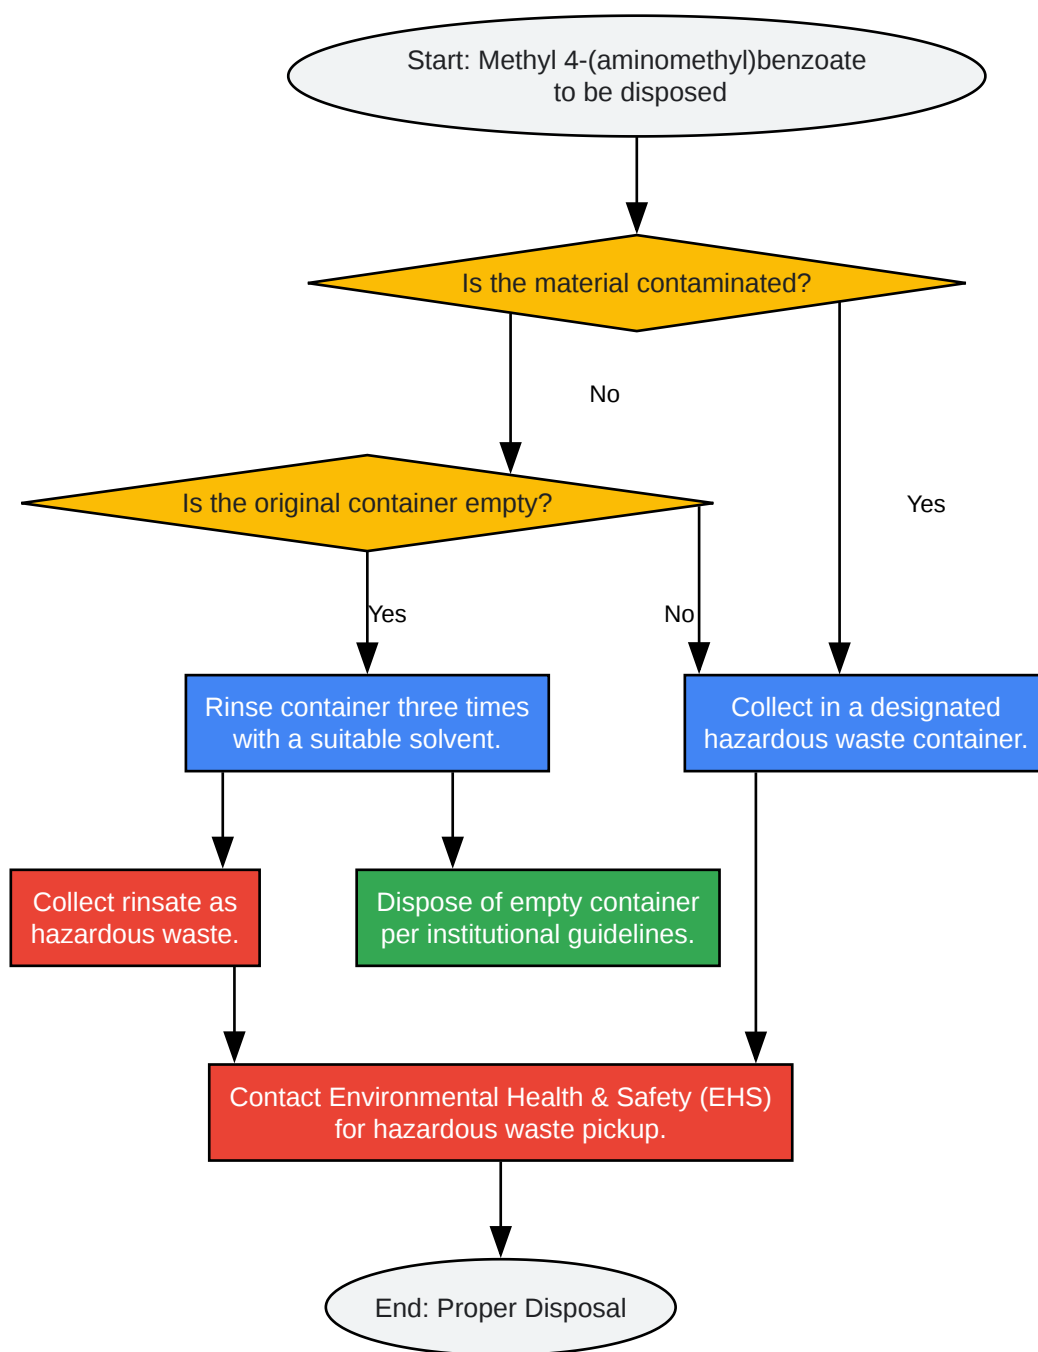 Start: Methyl 4-(aminomethyl)benzoate
to be disposed
Is the material contaminated?
No
Is the original container empty?
Yes
Yes
No
Rinse container three times
with a suitable solvent.
Collect in a designated
hazardous waste container.
Collect rinsate as
hazardous waste.
Dispose of empty container
per institutional guidelines.
Contact Environmental Health & Safety (EHS)
for hazardous waste pickup.
End: Proper Disposal